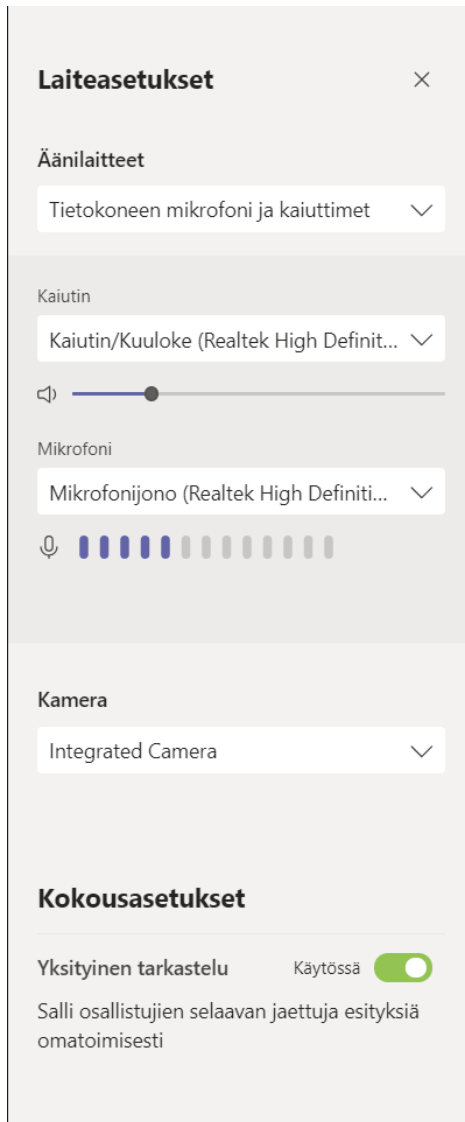 Laiteasetukset
Äänilaitteet
Tietokoneen mikrofoni ja kaiuttimet
Kaiutin
Kaiutin/Kuuloke (Realtek High Definit...
Mikrofoni
Mikrofonijono (Realtek High Definiti...
Kamera
Integrated Camera
Kokousasetukset
Yksityinen tarkastelu Käytössä
Salli osallistujien selaavan jaettuja esityksiä
omatoimisesti